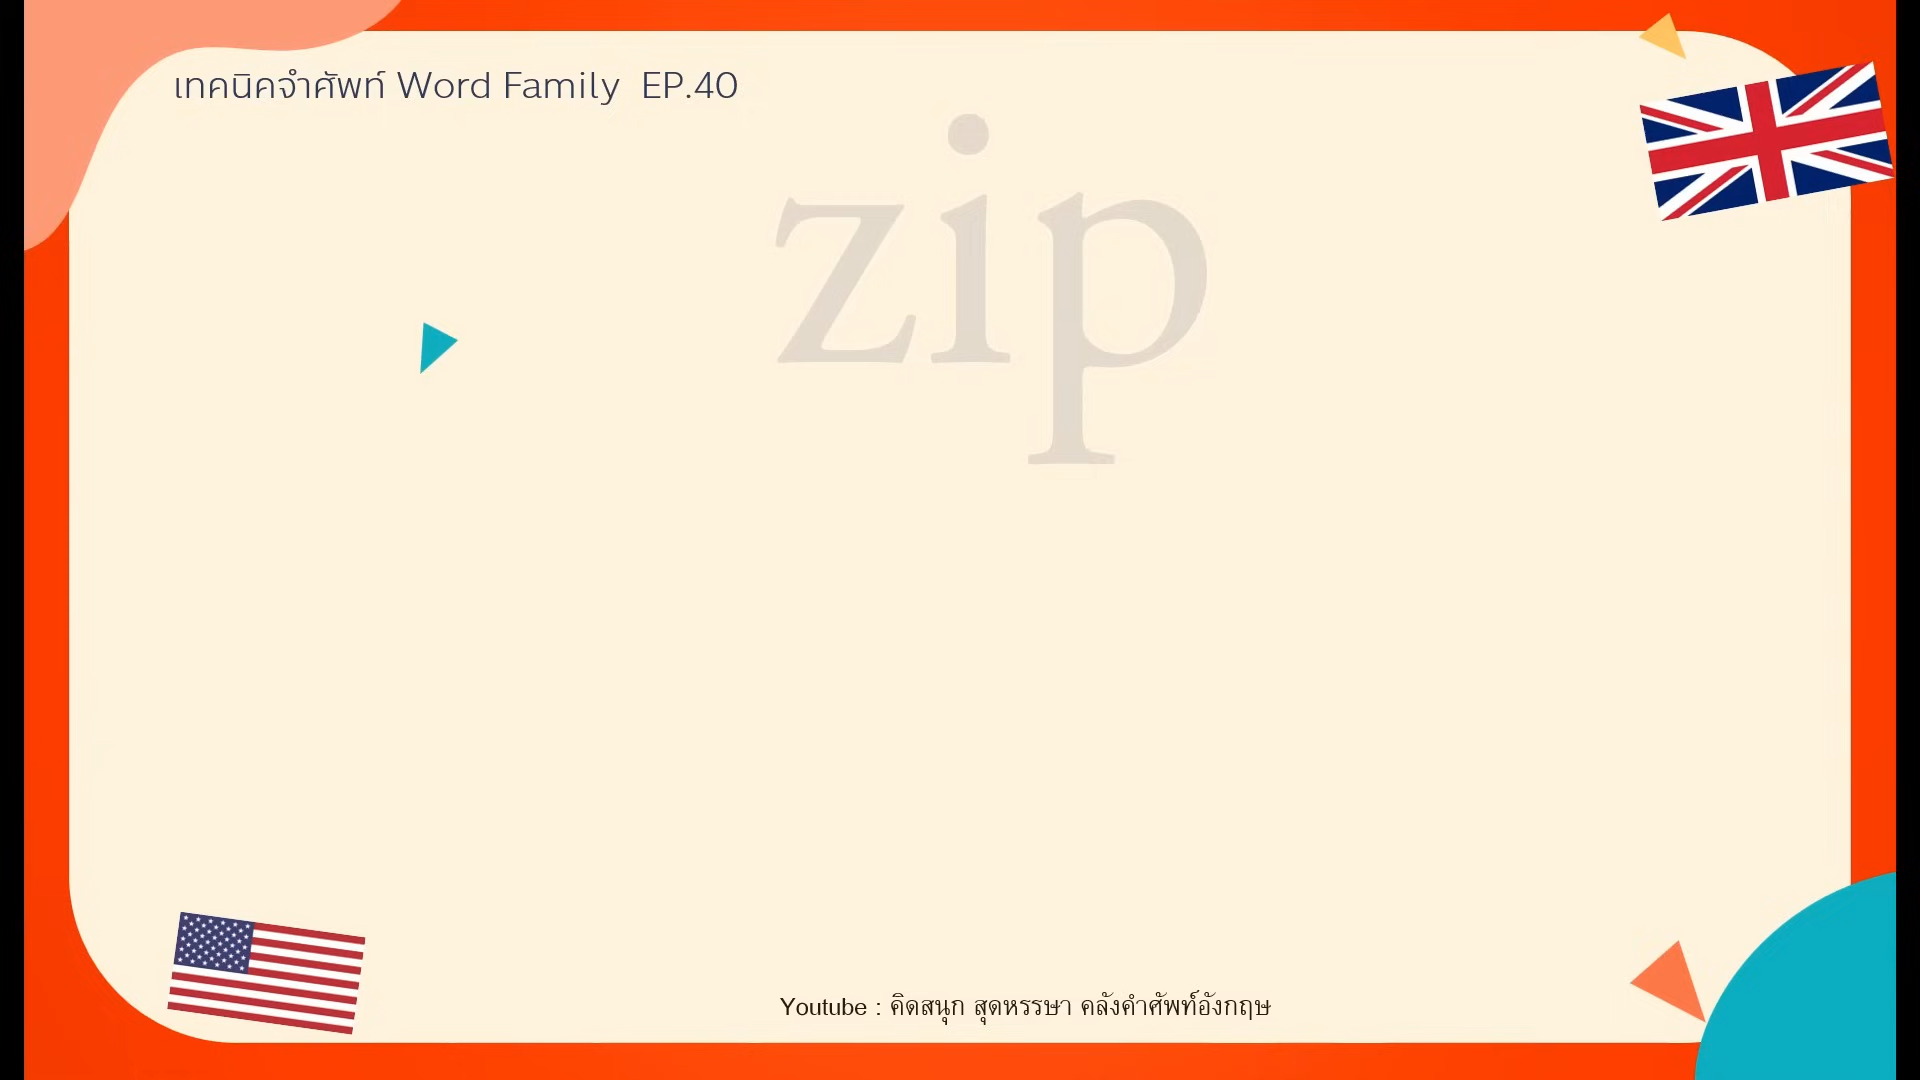 เทคนิคจำศัพท์ Word Family EP.40
zip
Youtube : คิดสนุก สุดหรรษา คลังคำศัพท์อังกฤษ